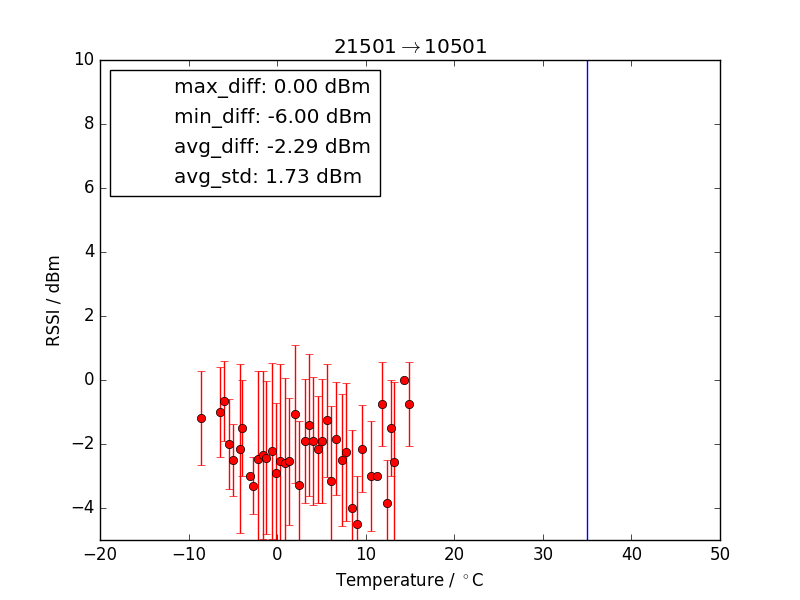 21501→10501
max_diff: 0.00 dBm
min_diff: -6.00 dBm
avg_diff: -2.29 dBm
avg_std: 1.73 dBm
RSSI / dBm
10
8
6
4
2
0
−2
−4
−20 −10 0 10 20 30 40 50
Temperature / °C